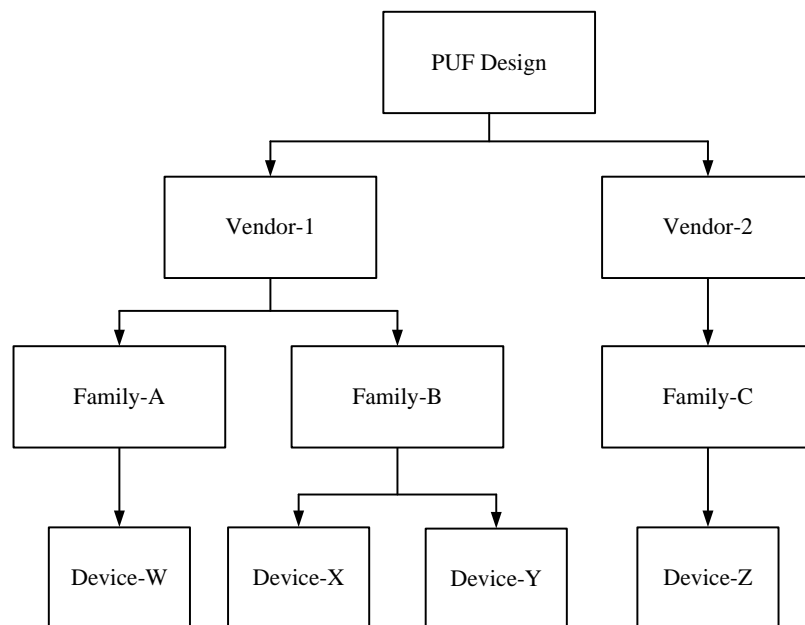 PUF Design
Vendor-1
Vendor-2
Family-A
Family-B
Family-C
Device-W
Device-X
Device-Y
Device-Z